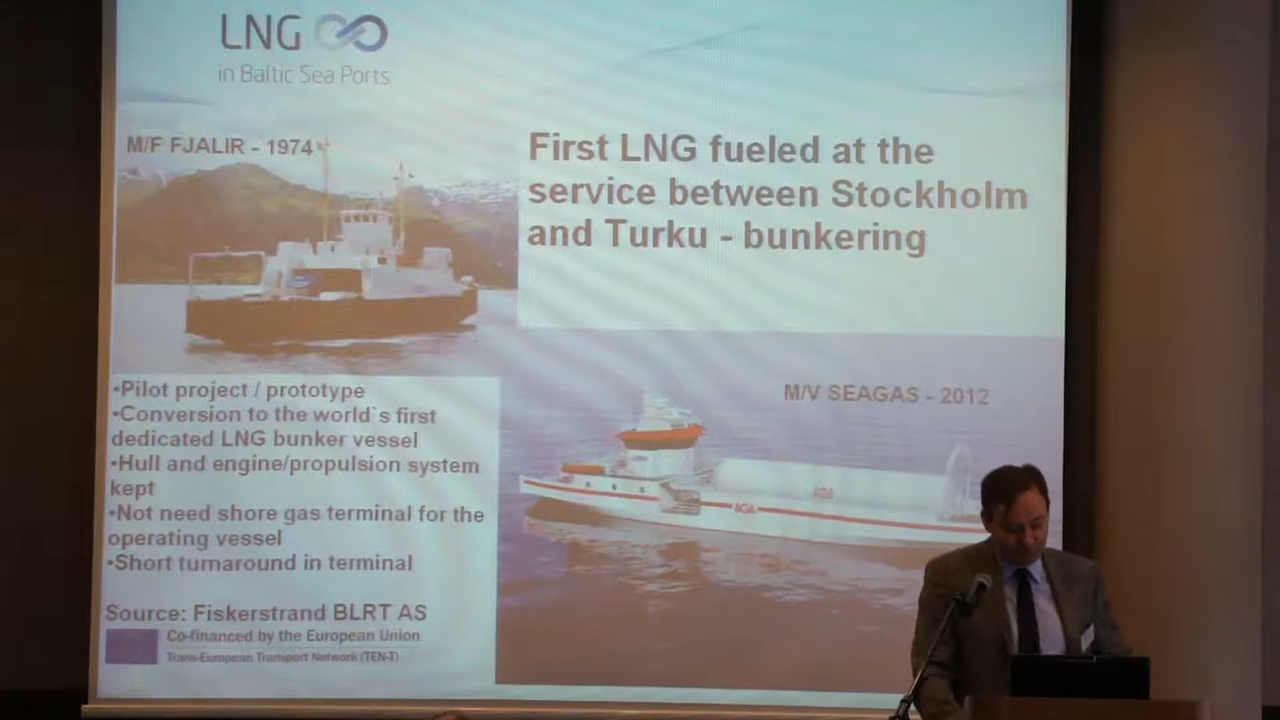 LNG
in Baltic Sea Ports
M/F FJALIR - 1974
First LNG fueled at the
service between Stockholm
and Turku - bunkering
•Pilot project / prototype
•Conversion to the world`s first
dedicated LNG bunker vessel
•Hull and engine/propulsion system
kept
•Not need shore gas terminal for the
operating vessel
•Short turnaround in terminal
Source: Fiskerstrand BLRT AS
Co-financed by the European Union
Trans-European Transport Network (TEN-T)
M/V SEAGAS - 2012
AGA
AGA